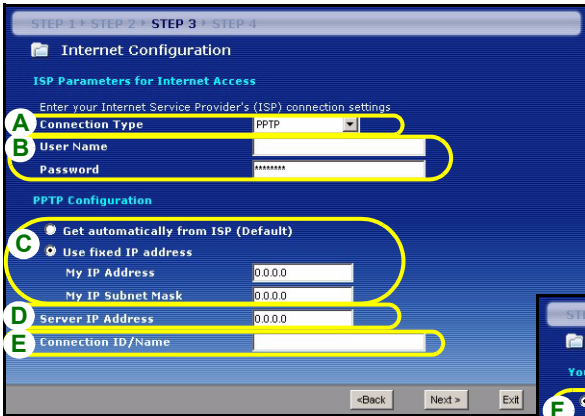 STEP 1 STEP 2 STEP 3 STEP 4
Internet Configuration
ISP Parameters for Internet Access
Enter your Internet Service Provider's (ISP) connection settings
A Connection Type PPTP
B User Name
Password ********
PPTP Configuration
C Get automatically from ISP (Default)
Use fixed IP address
My IP Address 0.0.0.0
My IP Subnet Mask 0.0.0.0
D Server IP Address 0.0.0.0
E Connection ID/Name
<Back Next > Exit
F